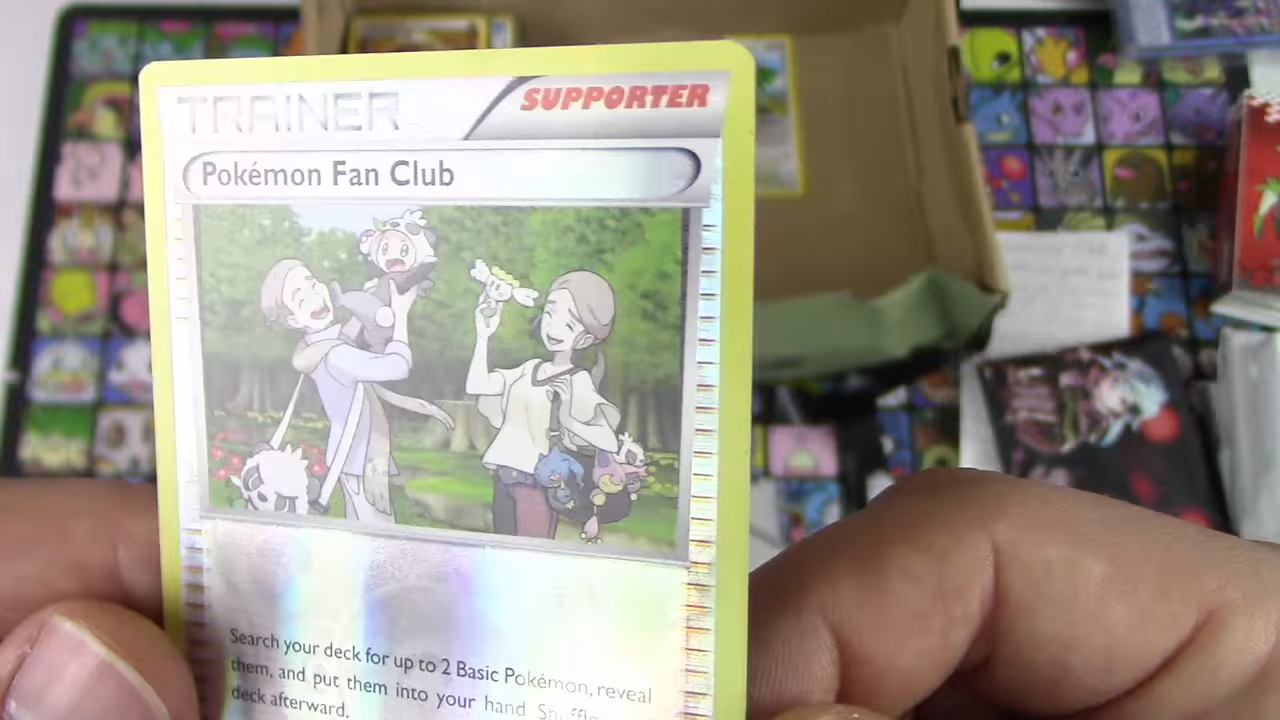 TRAINER
SUPPORTER
Pokémon Fan Club
Search your deck for up to 2 Basic Pokémon, reveal
them, and put them into your hand
deck afterward.